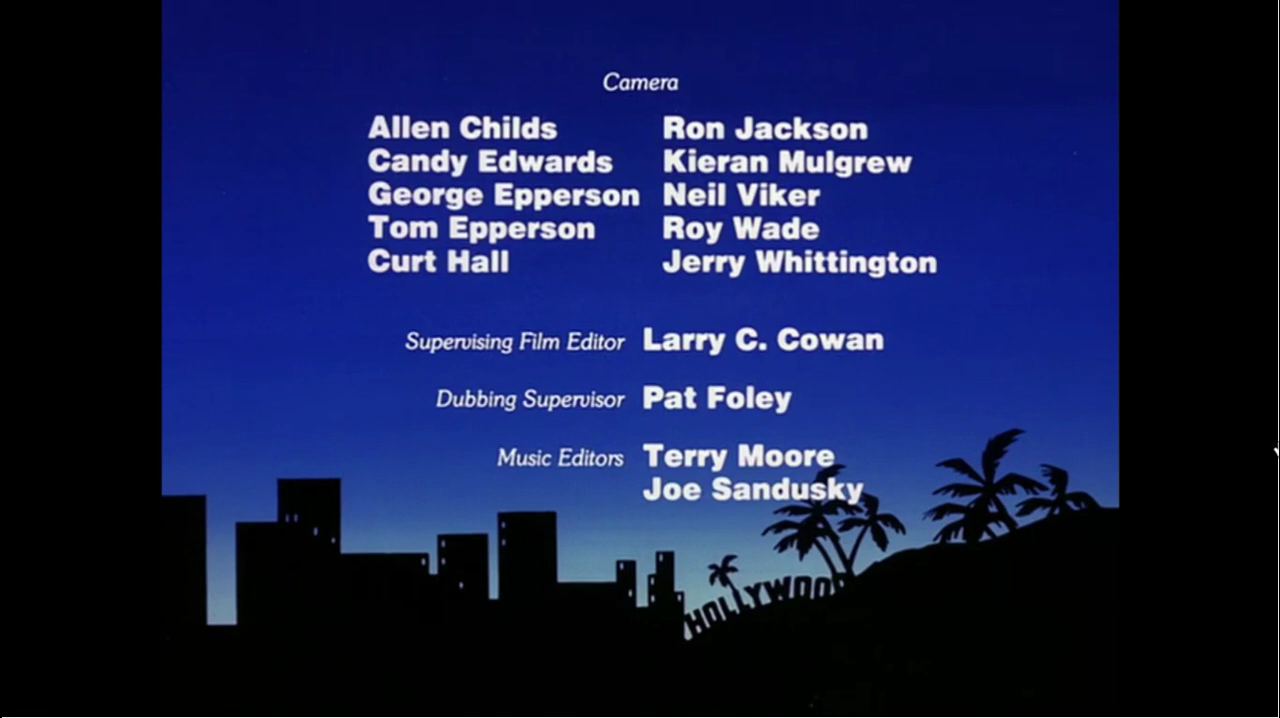 Camera
Allen Childs
Candy Edwards
George Epperson
Tom Epperson
Curt Hall
Ron Jackson
Kieran Mulgrew
Neil Viker
Roy Wade
Jerry Whittington
Supervising Film Editor Larry C. Cowan
Dubbing Supervisor Pat Foley
Music Editors Terry Moore
Joe Sandusky
HOLLYWOOD